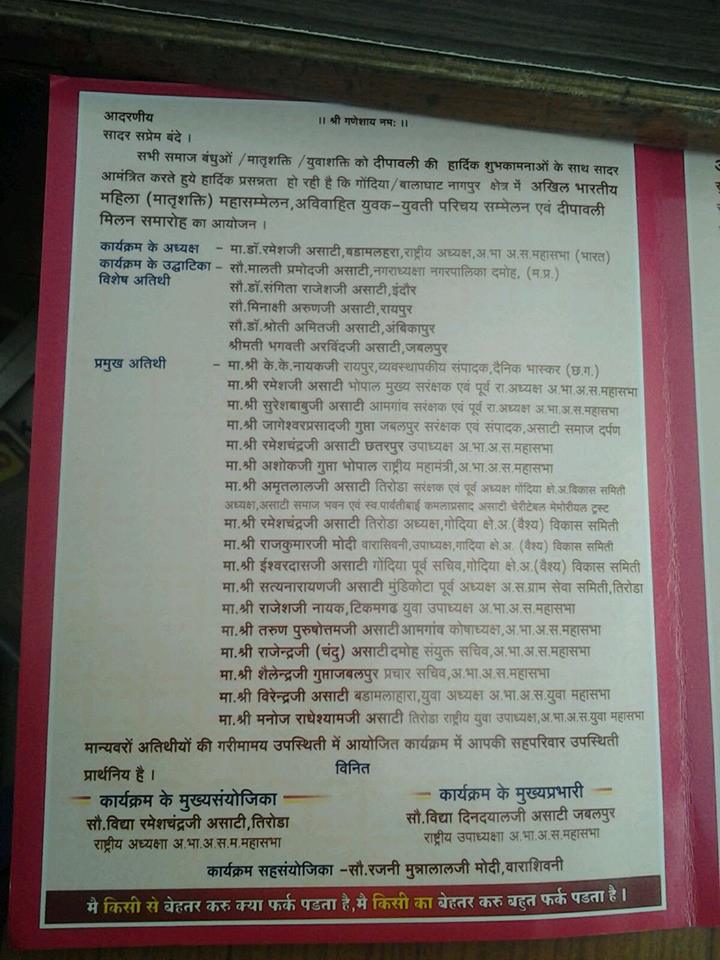 आदरणीय
।। श्री गणेशाय नमः ।।
सादर सप्रेम बंदे ।
सभी समाज बंधुओं /मातृशक्ति /युवाशक्ति को दीपावली की हार्दिक शुभकामनाओं के साथ सादर
आमंत्रित करते हुये हार्दिक प्रसन्नता हो रही है कि गोंदिया/बालाघाट नागपुर क्षेत्र में अखिल भारतीय
महिला (मातृशक्ति) महासम्मेलन,अविवाहित युवक-युवती परिचय सम्मेलन एवं दीपावली
मिलन समारोह का आयोजन ।
कार्यक्रम के अध्यक्ष - मा.डॉ.रमेशजी असाटी,बडामलहरा,राष्ट्रीय अध्यक्ष,अ.भा अ.स.महासभा (भारत)
कार्यक्रम के उद्घाटिका - सौ.मालती प्रमोदजी असाटी,नगराध्यक्षा नगरपालिका दमोह, (म.प्र.)
विशेष अतिथी सौ.डॉ.संगिता राजेशजी असाटी,इंदौर
सौ.मिनाक्षी अरुणजी असाटी,रायपुर
सौ.डॉ.श्रोती अमितजी असाटी,अंबिकापुर
श्रीमती भगवती अरविंदजी असाटी,जबलपुर
प्रमुख अतिथी - मा.श्री के.के.नायकजी रायपुर,व्यवस्थापकीय संपादक,दैनिक भास्कर (छ.ग.)
मा.श्री रमेशजी असाटी भोपाल मुख्य सरंक्षक एवं पूर्व रा.अध्यक्ष अ.भा.अ.स.महासभा
मा.श्री सुरेशबाबुजी असाटी आमगांव सरंक्षक एवं पूर्व रा.अध्यक्ष अ.भा.अ.स.महासभा
मा.श्री जागेश्वरप्रसादजी गुप्ता जबलपुर सरंक्षक एवं संपादक,असाटी समाज दर्पण
मा.श्री रमेशचंद्रजी असाटी छतरपुर उपाध्यक्ष अ.भा.अ.स.महासभा
मा.श्री अशोकजी गुप्ता भोपाल राष्ट्रीय महामंत्री,अ.भा.अ.स.महासभा
मा.श्री अमृतलालजी असाटी तिरोडा सरंक्षक एवं पूर्व अध्यक्ष गोंदिया क्षे.अ.विकास समिती
अध्यक्ष,असाटी समाज भवन एवं स्व.पार्वतीबाई कमलाप्रसाद असाटी चेरीटेबल मेमोरीयल ट्रस्ट
मा.श्री रमेशचंद्रजी असाटी तिरोडा अध्यक्ष,गोदिया क्षे.अ.(वैश्य) विकास समिती
मा.श्री राजकुमारजी मोदी वारासिवनी,उपाध्यक्ष,गादिया क्षे.अ. (वैश्य) विकास समिती
मा.श्री ईश्वरदासजी असाटी गोंदिया पूर्व सचिव,गोदिया क्षे.अ.(वैश्य) विकास समिती
मा.श्री सत्यनारायणजी असाटी मुंडिकोटा पूर्व अध्यक्ष अ.स.ग्राम सेवा समिती,तिरोडा
मा.श्री राजेशजी नायक,टिकमगढ युवा उपाध्यक्ष अ.भा.अ.स.महासभा
मा.श्री तरुण पुरुषोत्तमजी असाटी आमगांव कोषाध्यक्ष,अ.भा.अ.स.महासभा
मा.श्री राजेन्द्रजी (चंदु) असाटी दमोह संयुक्त सचिव,अ.भा.अ.स.महासभा
मा.श्री शैलेन्द्रजी गुप्ताजबलपुर प्रचार सचिव,अ.भा.अ.स.महासभा
मा.श्री विरेन्द्रजी असाटी बडामलाहारा,युवा अध्यक्ष अ.भा.अ.स.युवा महासभा
मा.श्री मनोज राधेश्यामजी असाटी तिरोडा राष्ट्रीय युवा उपाध्यक्ष,अ.भा.अ.स.युवा महासभा
मान्यवरों अतिथीयों की गरीमामय उपस्थिती में आयोजित कार्यक्रम में आपकी सहपरिवार उपस्थिती
प्रार्थनिय है ।
विनित
कार्यक्रम के मुख्यसंयोजिका
सौ.विद्या रमेशचंद्रजी असाटी,तिरोडा
राष्ट्रीय अध्यक्षा अ.भा.अ.स.म.महासभा
कार्यक्रम के मुख्यप्रभारी
सौ.विद्या दिनदयालजी असाटी जबलपुर
राष्ट्रीय उपाध्यक्षा अ.भा.अ.स.महासभा
कार्यक्रम सहसंयोजिका -सौ.रजनी मुन्नालालजी मोदी,वाराशिवनी
मै किसी से बेहतर करु क्या फर्क पडता है,मै किसी का बेहतर करु बहुत फर्क पडता है ।